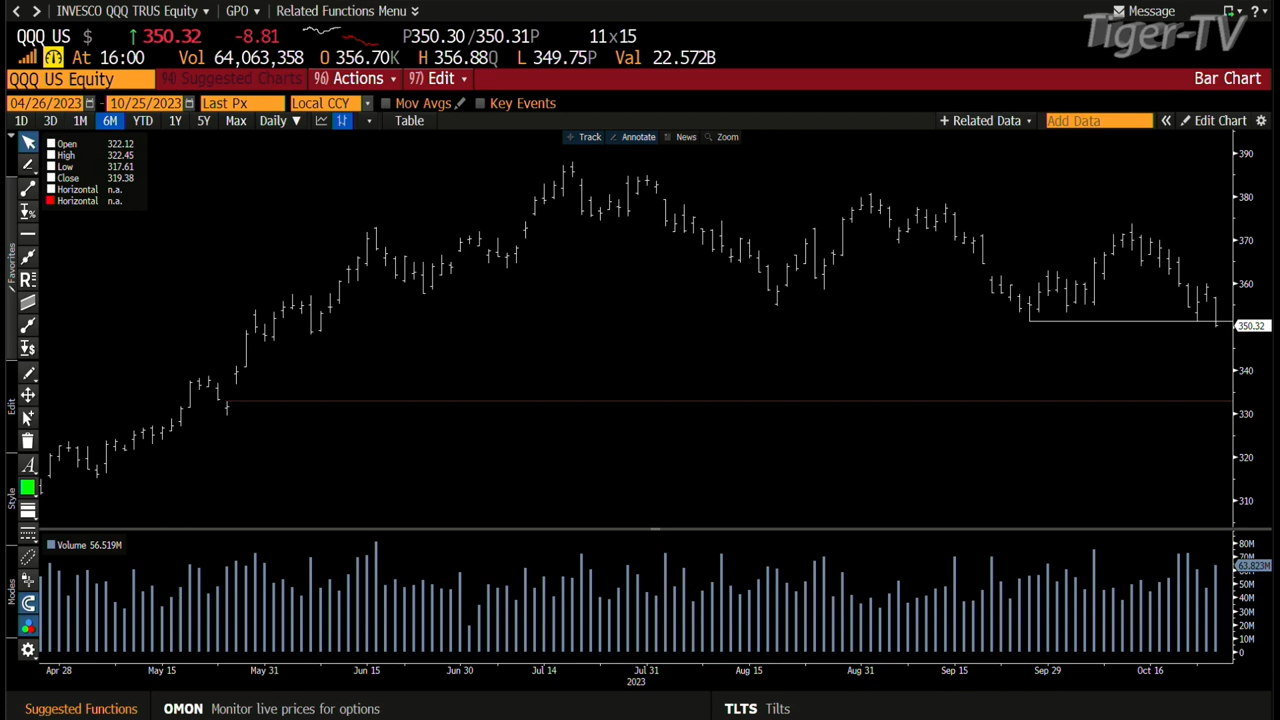 INVESCO QQQ TRUS Equity GPO Related Functions Menu Message
Tiger-TV
QQQ US $ 350.32 -8.81 P350.30/350.31P 11x15
At 16:00 Vol 64,063,358 O 356.70K H 356.88Q L 349.75P Val 22.572B
QQQ US Equity 94) Suggested Charts 96) Actions 97) Edit Bar Chart
04/26/2023 - 10/25/2023 Last Px Local CCY Mov Avgs Key Events
1D 3D 1M 6M YTD 1Y 5Y Max Daily Table + Related Data Add Data Edit Chart
Track Annotate News Zoom
Open 322.12
High 322.45
Low 317.61
Close 319.38
Horizontal n.a.
Horizontal n.a.
Favorites
Edit
Style
Modes
390
380
370
360
350.32
340
330
320
310
Volume 56.519M
80M
70M
63.823M
50M
40M
30M
20M
10M
0
Apr 28 May 15 May 31 Jun 15 Jun 30 Jul 14 Jul 31 Aug 15 Aug 31 Sep 15 Sep 29 Oct 16
2023
Suggested Functions OMON Monitor live prices for options TLTS Tilts